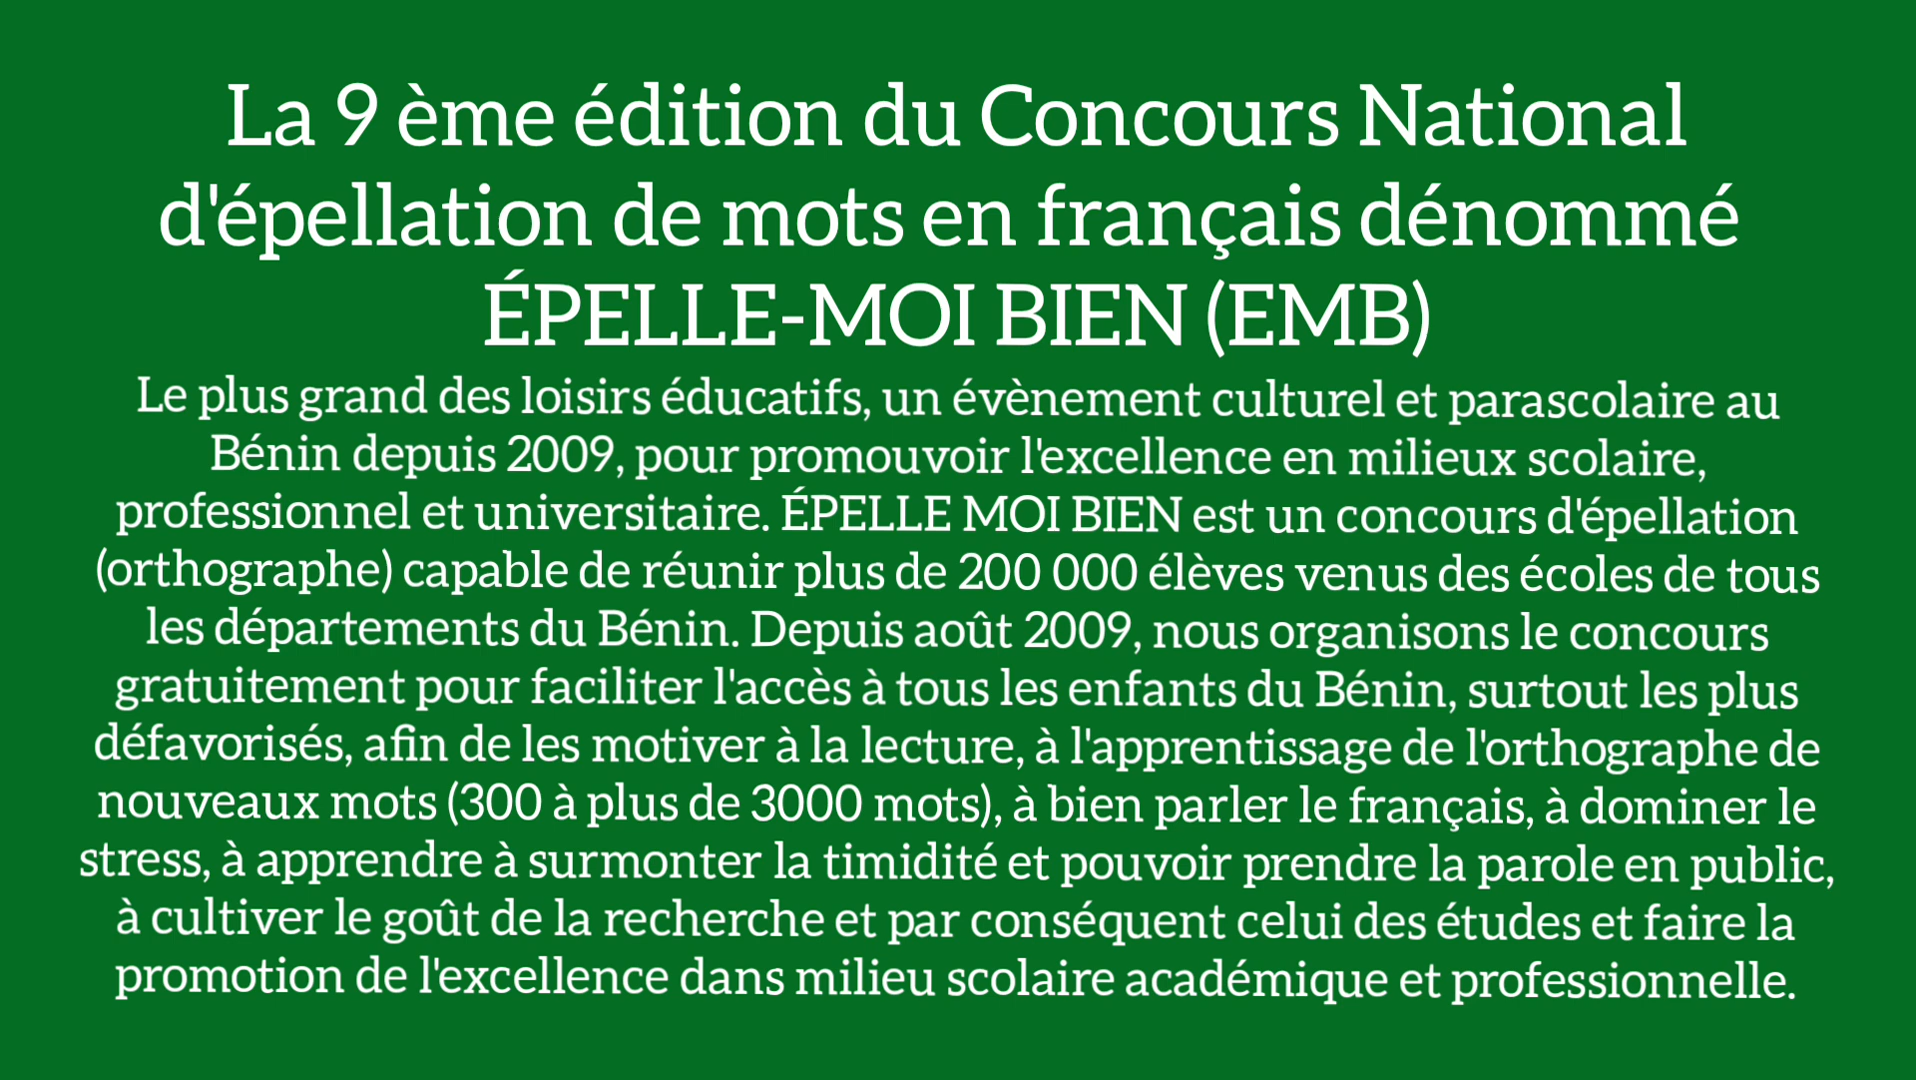 La 9 ème édition du Concours National
d'épellation de mots en français dénommé
ÉPELLE-MOI BIEN (EMB)
Le plus grand des loisirs éducatifs, un évènement culturel et parascolaire au
Bénin depuis 2009, pour promouvoir l'excellence en milieux scolaire,
professionnel et universitaire. ÉPELLE MOI BIEN est un concours d'épellation
(orthographe) capable de réunir plus de 200 000 élèves venus des écoles de tous
les départements du Bénin. Depuis août 2009, nous organisons le concours
gratuitement pour faciliter l'accès à tous les enfants du Bénin, surtout les plus
défavorisés, afin de les motiver à la lecture, à l'apprentissage de l'orthographe de
nouveaux mots (300 à plus de 3000 mots), à bien parler le français, à dominer le
stress, à apprendre à surmonter la timidité et pouvoir prendre la parole en public,
à cultiver le goût de la recherche et par conséquent celui des études et faire la
promotion de l'excellence dans milieu scolaire académique et professionnelle.